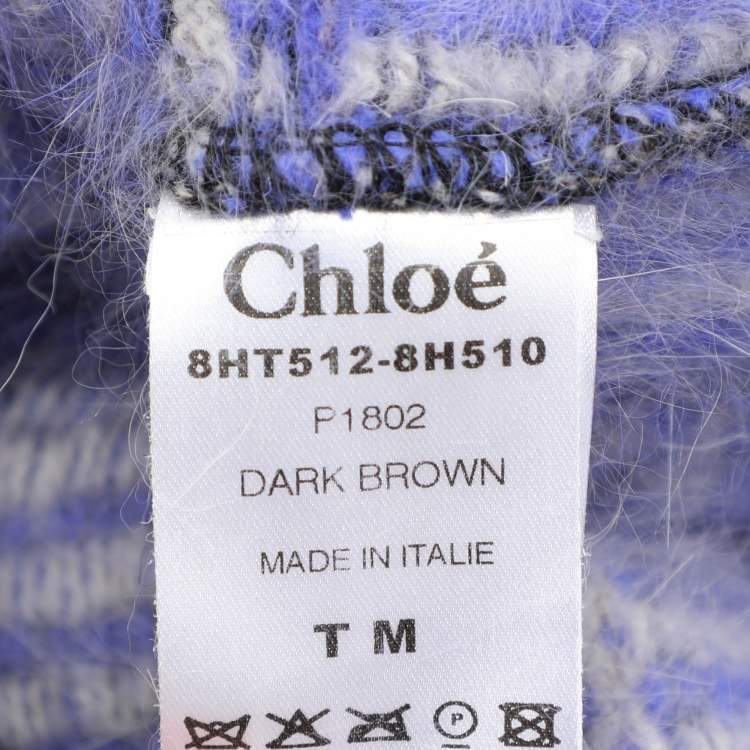 Chloé
8HT512-8H510
P1802
DARK BROWN
MADE IN ITALIE
T M
P